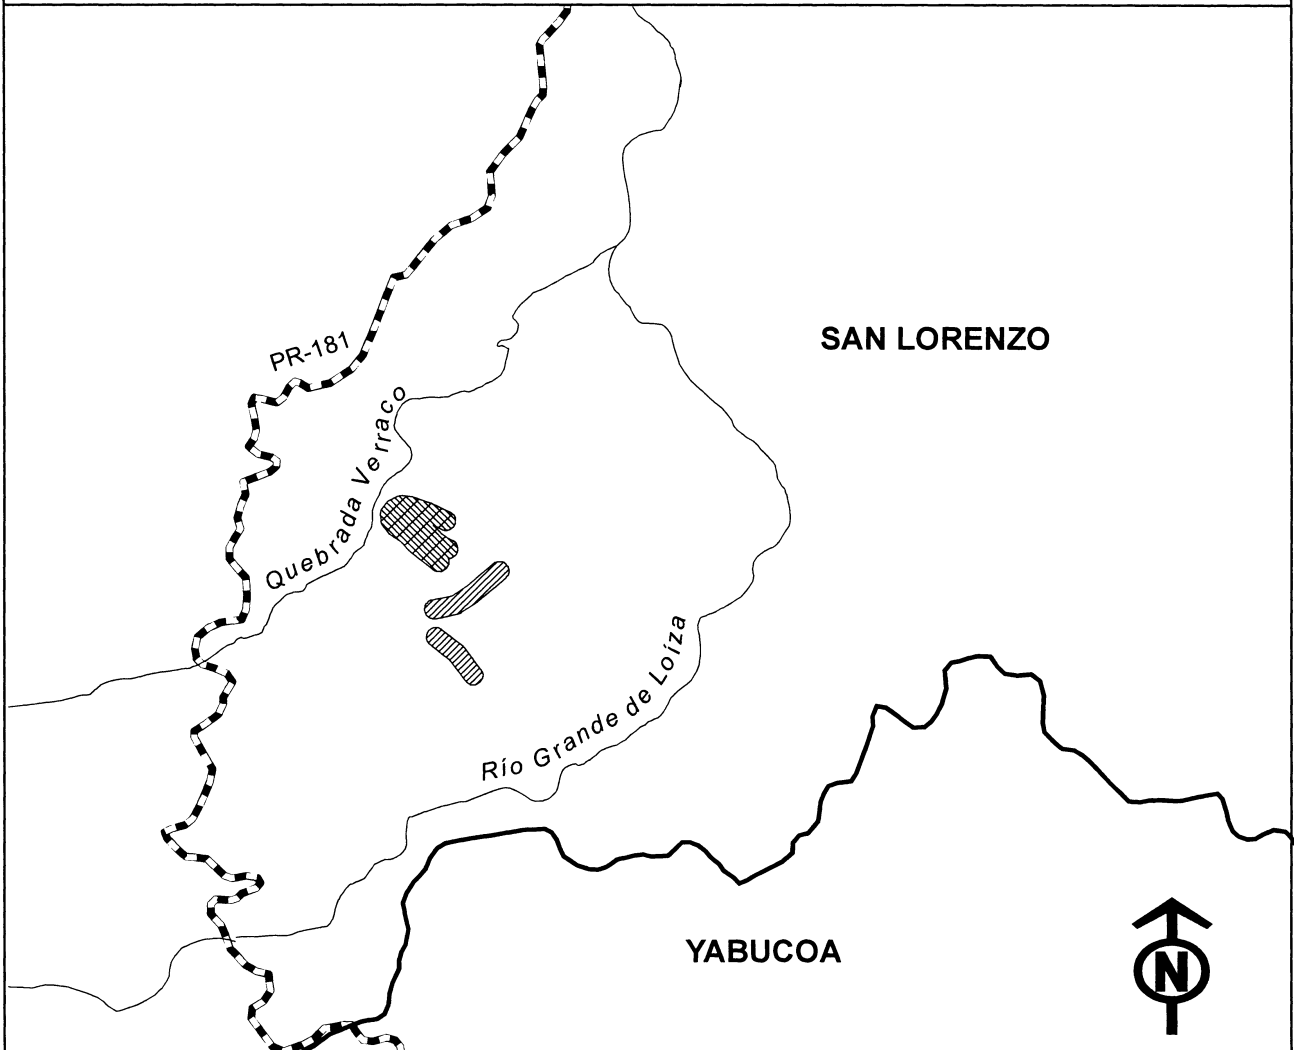 SAN LORENZO
PR-181
Quebrada Verraco
Río Grande de Loíza
YABUCOA
N